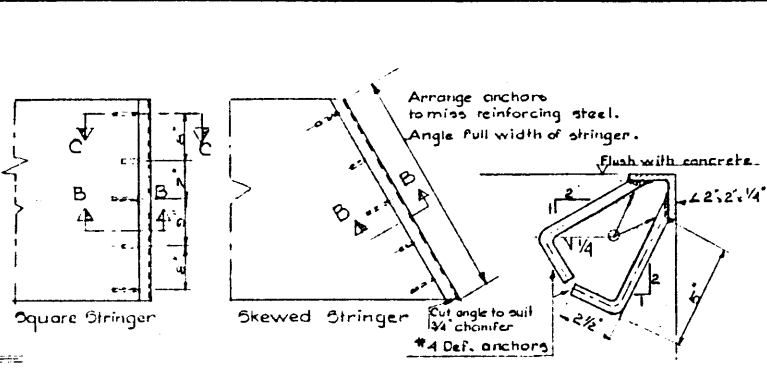 Arrange anchors
to miss reinforcing steel.
Angle full width of stringer.
Flush with concrete
C
C
B
B
B
B
2
1
∠ 2"x2"x1/4"
1/4
2
1
5"
2 1/2"
Square Stringer
Skewed Stringer
Cut angle to suit
3/4" chamfer
#4 Def. anchors